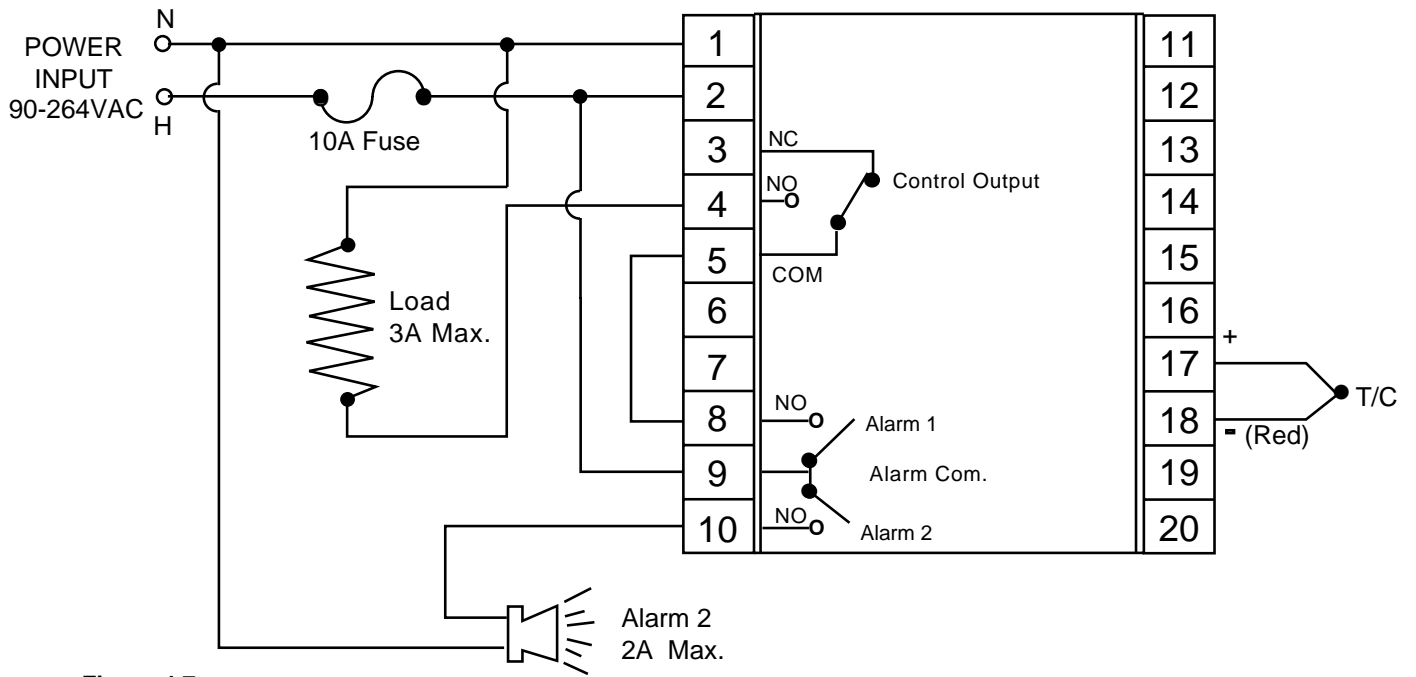 N
POWER
INPUT
90-264VAC
H
10A Fuse
Load
3A Max.
1
2
3
4
5
6
7
8
9
10
NC
NO
Control Output
COM
NO
Alarm 1
Alarm Com.
NO
Alarm 2
11
12
13
14
15
16
17
18
19
20
+
T/C
- (Red)
Alarm 2
2A Max.